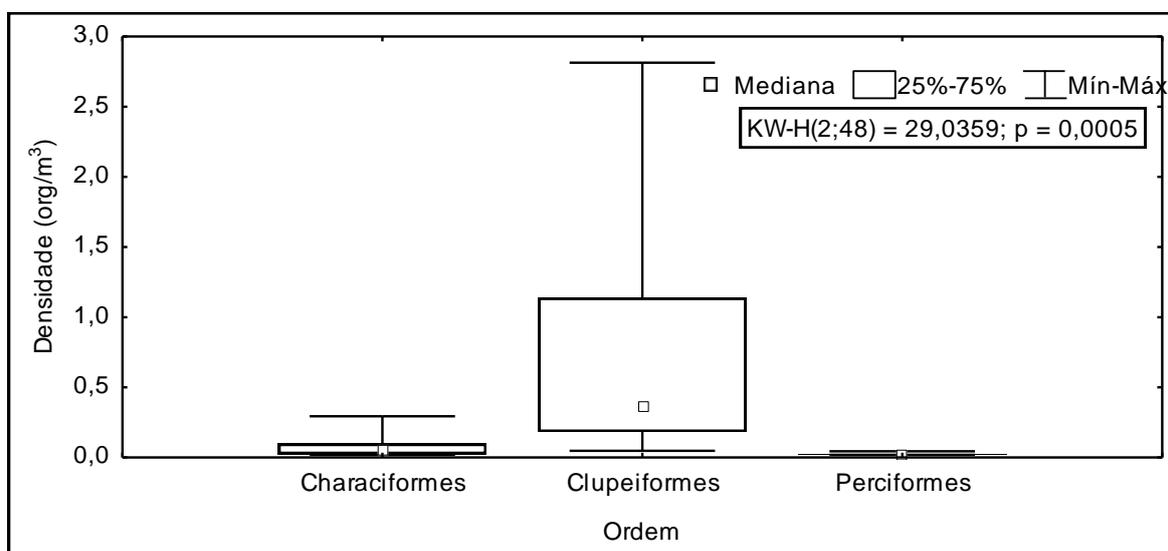 3,0
2,5
2,0
1,5
1,0
0,5
0,0
Densidade (org/m³)
Mediana 25%-75% Mín-Máx
KW-H(2;48) = 29,0359; p = 0,0005
Characiformes Clupeiformes Perciformes
Ordem